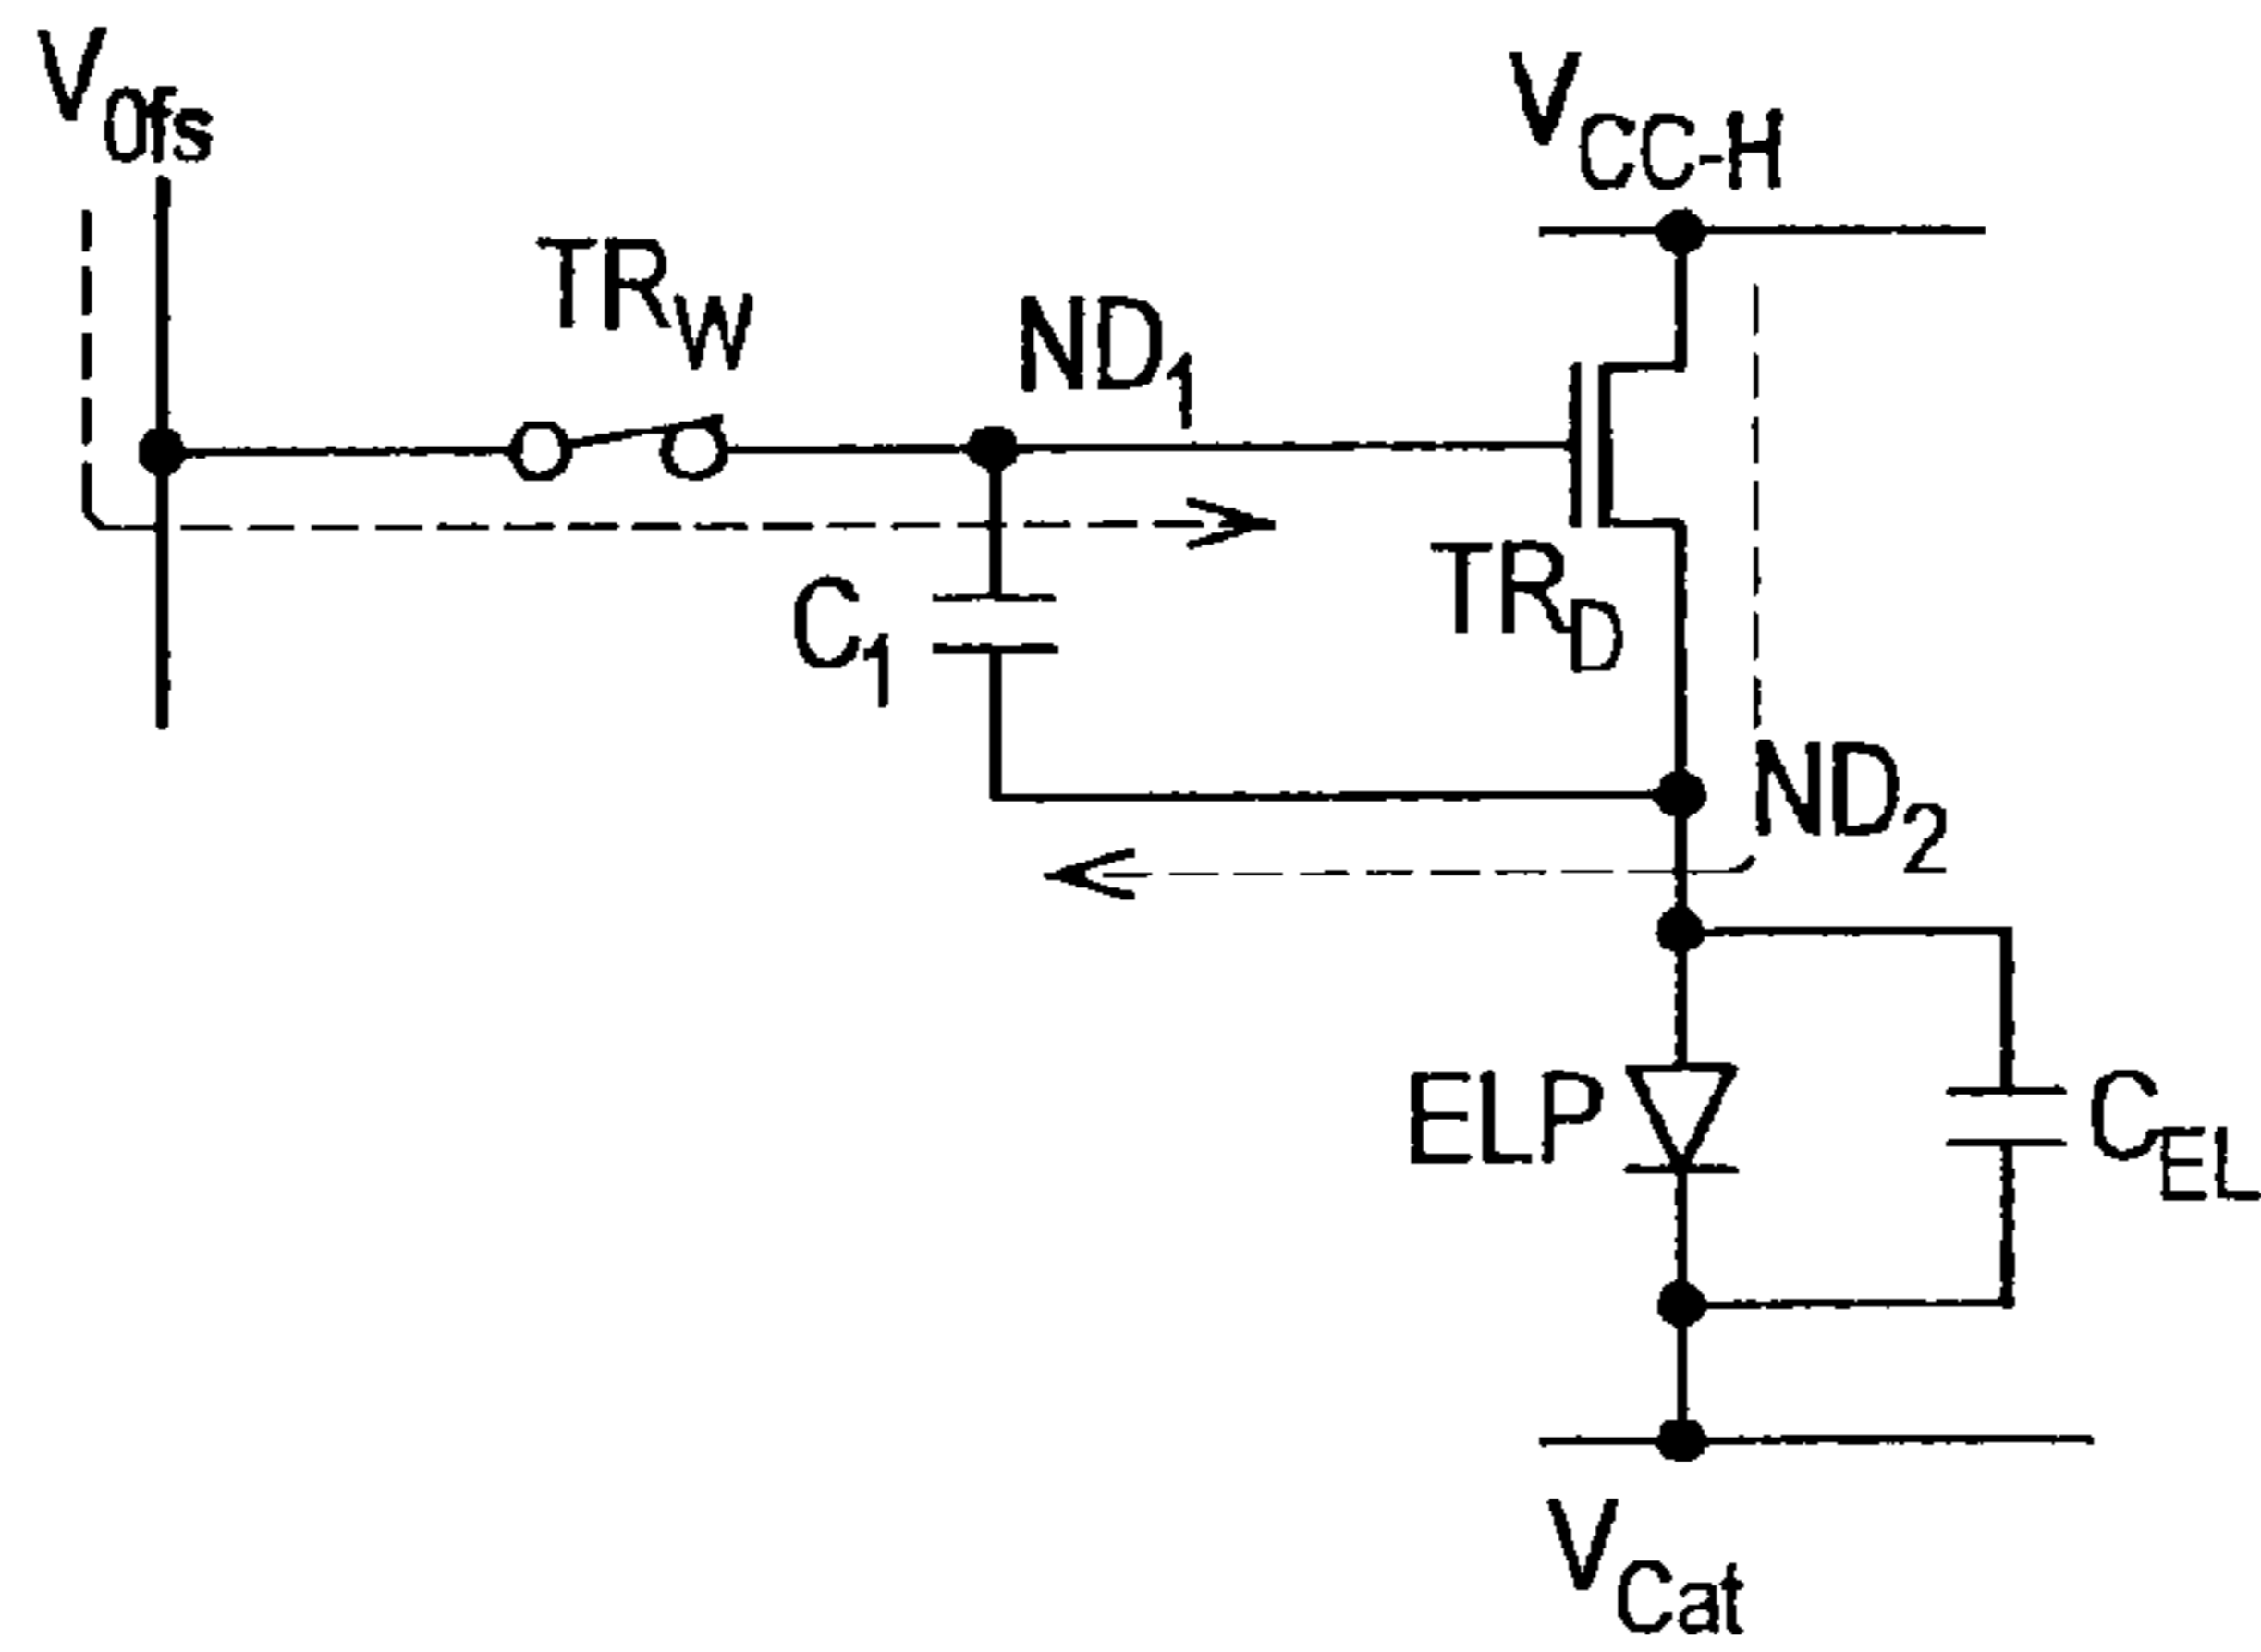 V0fs
VCC-H
TRW
ND1
C1
TRD
ND2
ELP
CEL
VCat